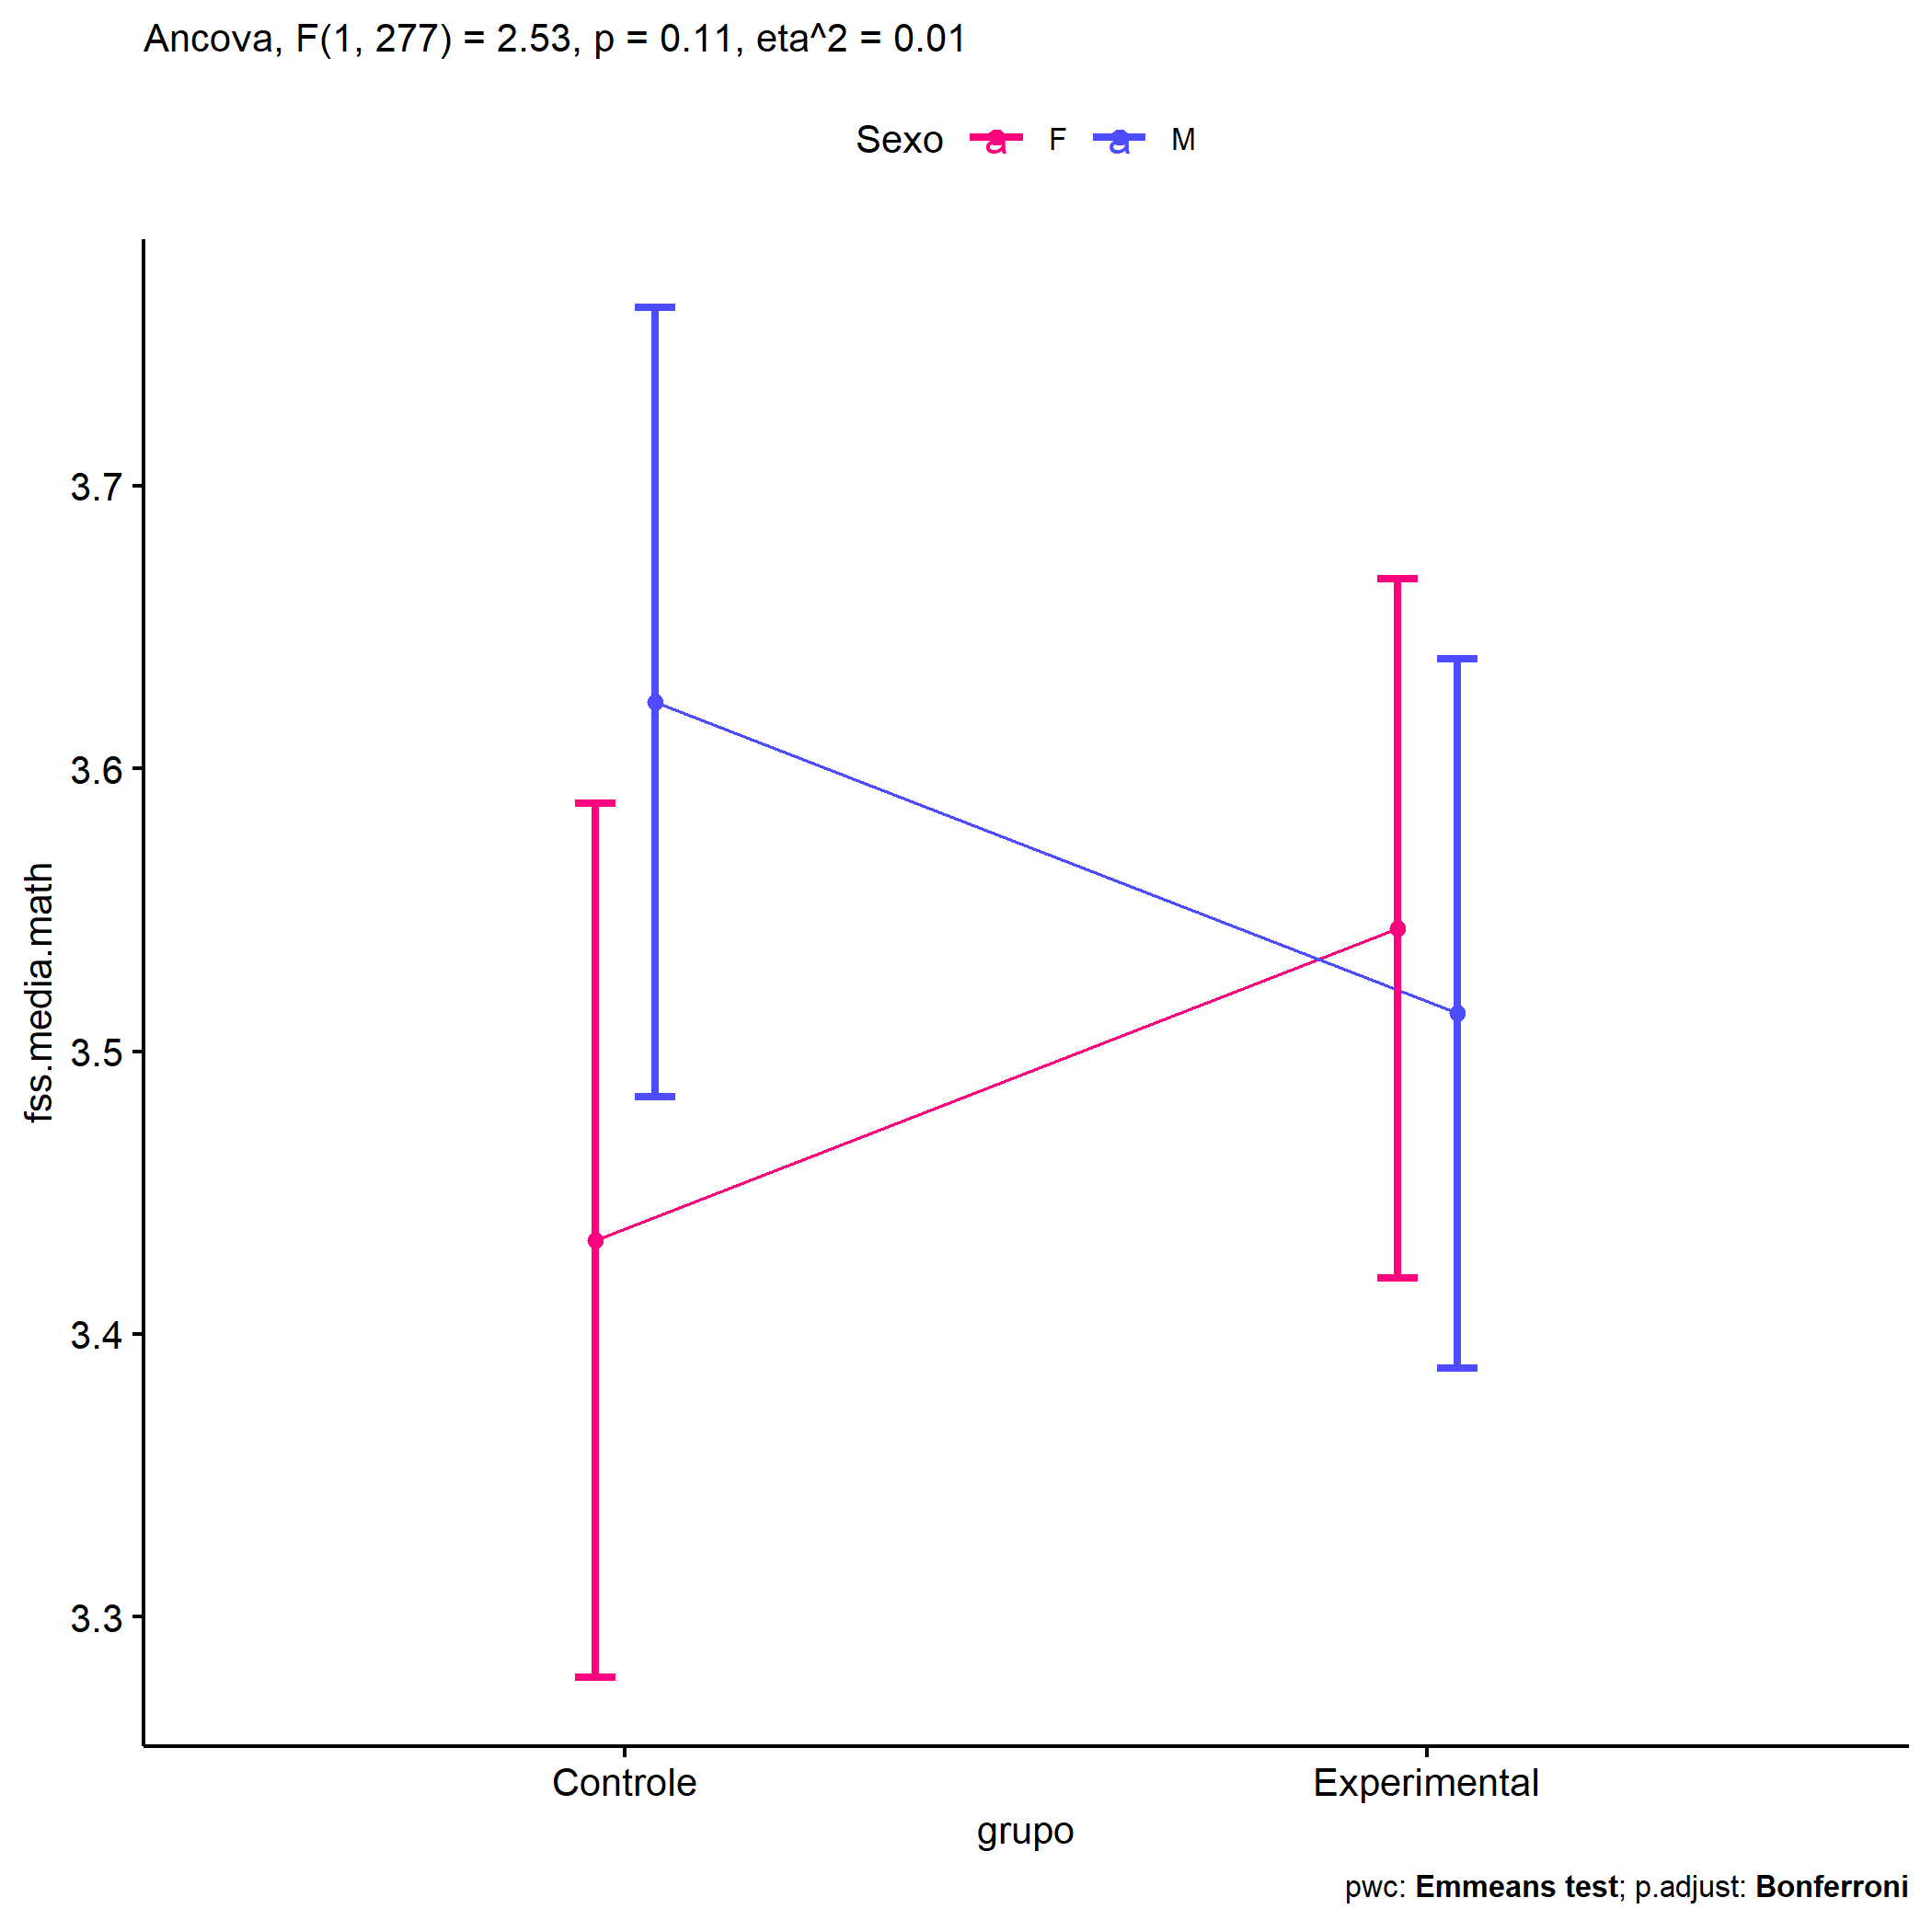 Ancova, F(1, 277) = 2.53, p = 0.11, eta^2 = 0.01
Sexo a F a M
fss.media.math
3.7
3.6
3.5
3.4
3.3
Controle Experimental
grupo
pwc: Emmeans test; p.adjust: Bonferroni